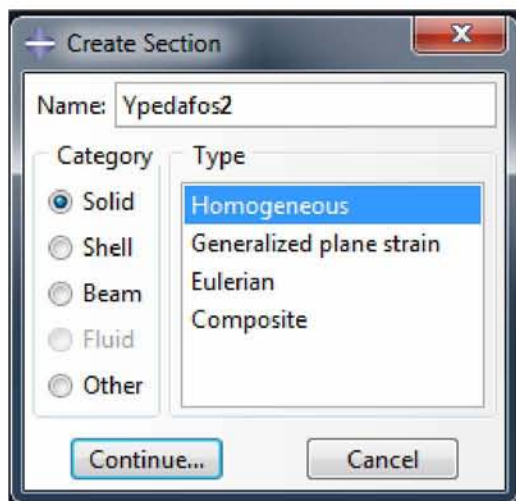 Create Section
Name: Ypedafos2
Category
Type
Solid
Shell
Beam
Fluid
Other
Homogeneous
Generalized plane strain
Eulerian
Composite
Continue...
Cancel